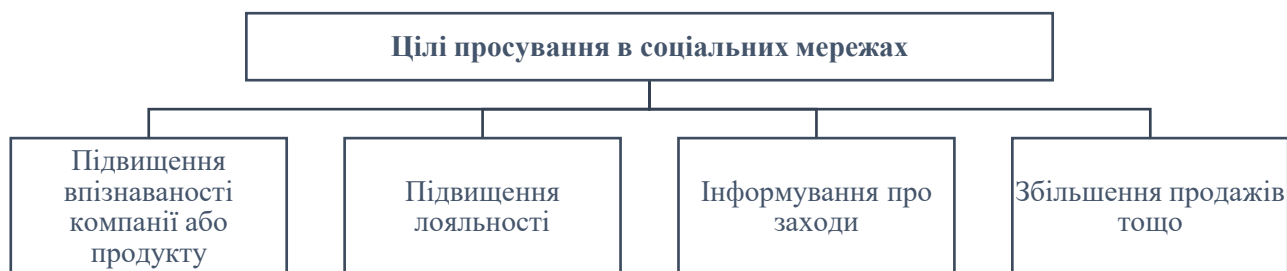 Цілі просування в соціальних мережах
Підвищення
впізнаваності
компанії або
продукту
Підвищення
лояльності
Інформування про
заходи
Збільшення продажів
тощо